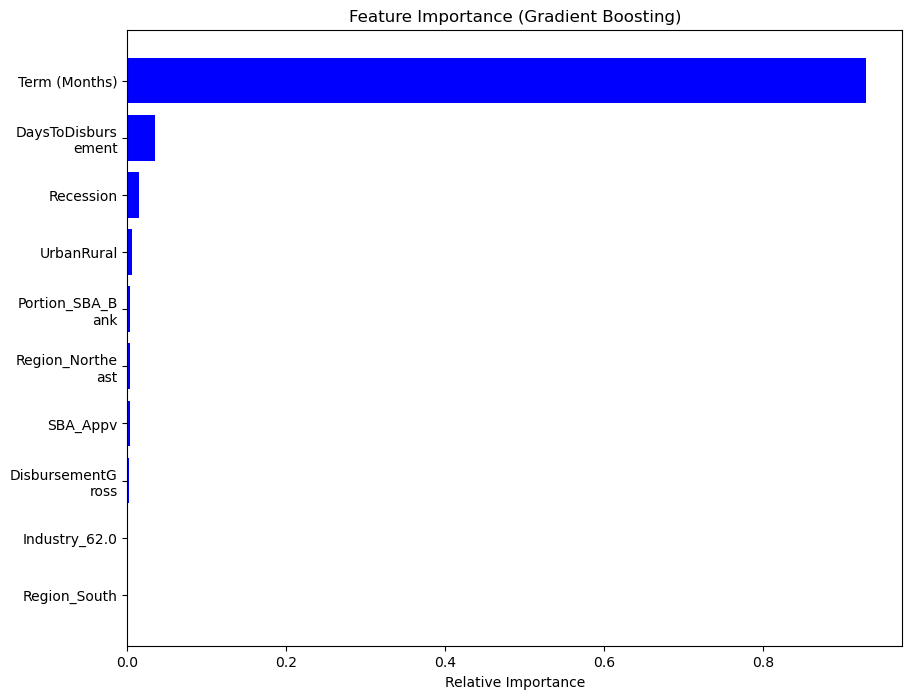 Feature Importance (Gradient Boosting)
Term (Months)
DaysToDisburs
ement
Recession
UrbanRural
Portion_SBA_B
ank
Region_Northe
ast
SBA_Appv
DisbursementG
ross
Industry_62.0
Region_South
0.0 0.2 0.4 0.6 0.8
Relative Importance